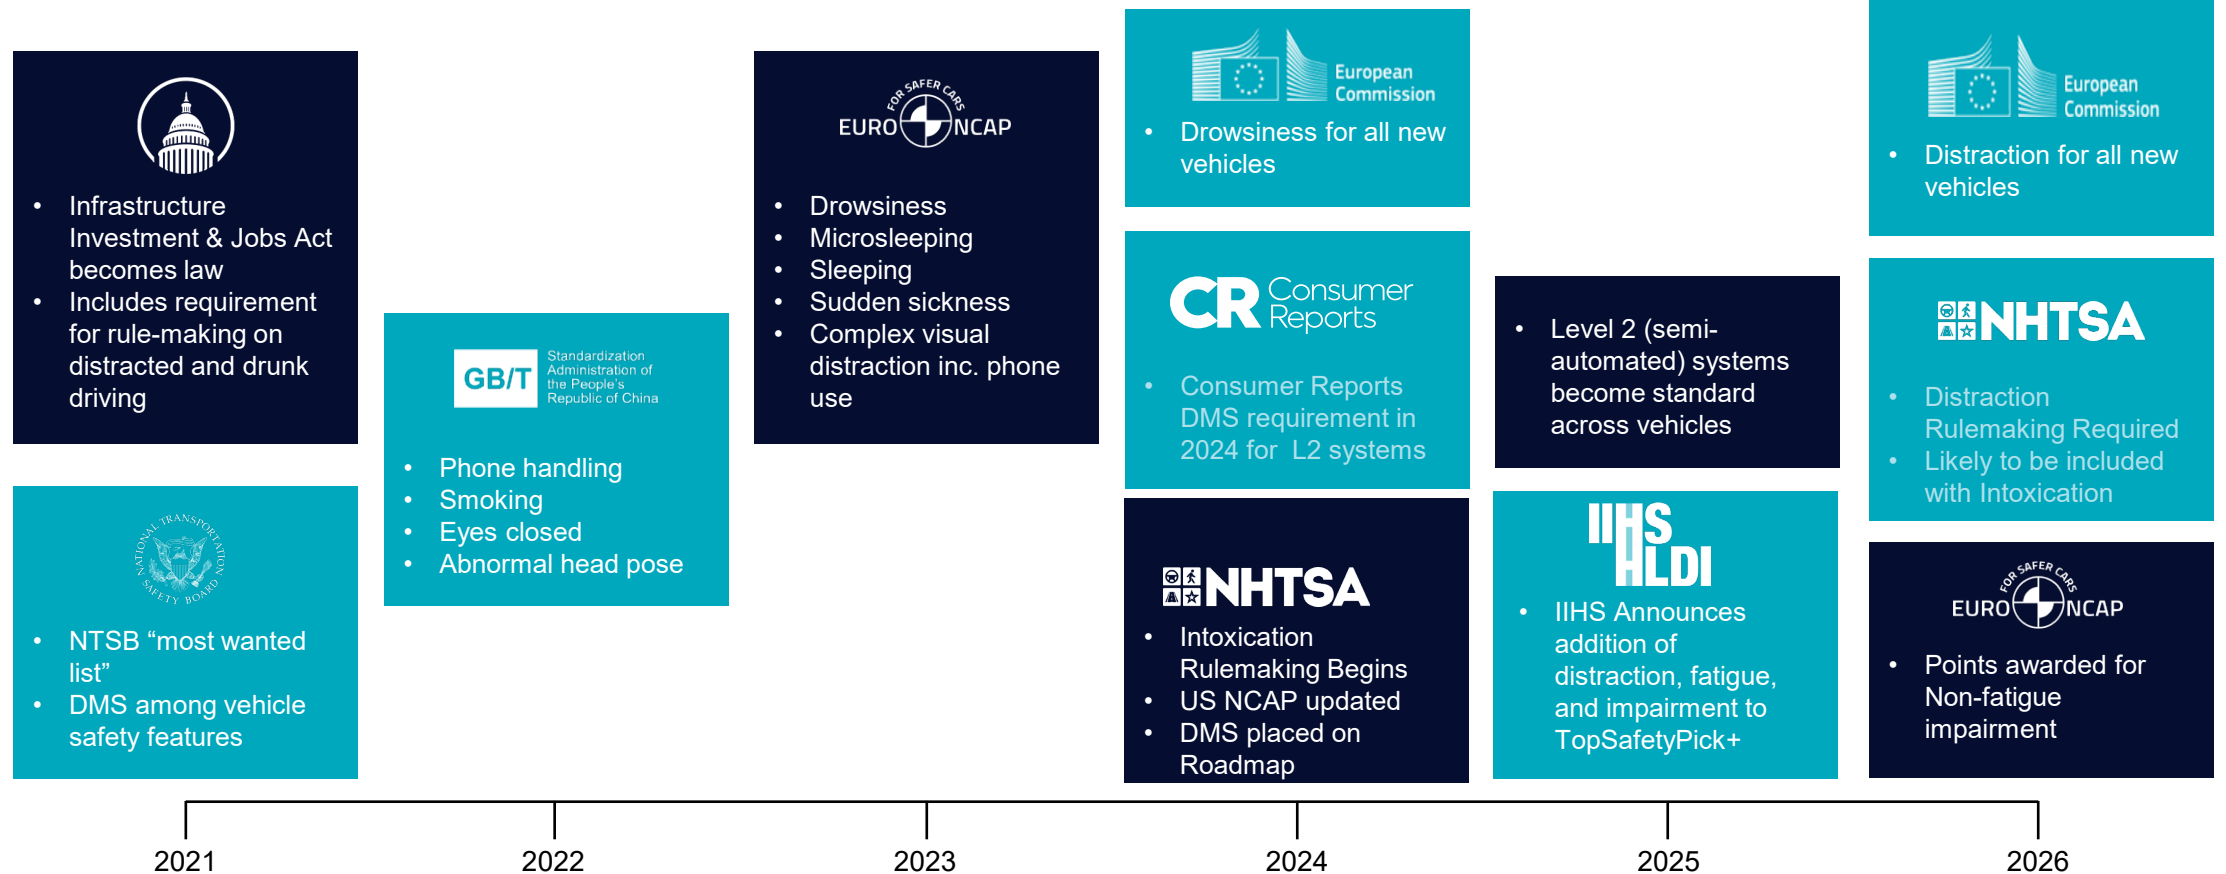 • Infrastructure
Investment & Jobs Act
becomes law
• Includes requirement
for rule-making on
distracted and drunk
driving
NATIONAL TRANSPORTATION
SAFETY BOARD
• NTSB “most wanted
list”
• DMS among vehicle
safety features
GB/T
Standardization
Administration of
the People's
Republic of China
• Phone handling
• Smoking
• Eyes closed
• Abnormal head pose
FOR SAFER CARS
EURO NCAP
• Drowsiness
• Microsleeping
• Sleeping
• Sudden sickness
• Complex visual
distraction inc. phone
use
European
Commission
• Drowsiness for all new
vehicles
CR Consumer
Reports
• Consumer Reports
DMS requirement in
2024 for L2 systems
NHTSA
• Intoxication
Rulemaking Begins
• US NCAP updated
• DMS placed on
Roadmap
• Level 2 (semi-
automated) systems
become standard
across vehicles
IIHS
HLDI
• IIHS Announces
addition of
distraction, fatigue,
and impairment to
TopSafetyPick+
European
Commission
• Distraction for all new
vehicles
NHTSA
• Distraction
Rulemaking Required
• Likely to be included
with Intoxication
FOR SAFER CARS
EURO NCAP
• Points awarded for
Non-fatigue
impairment
2021
2022
2023
2024
2025
2026